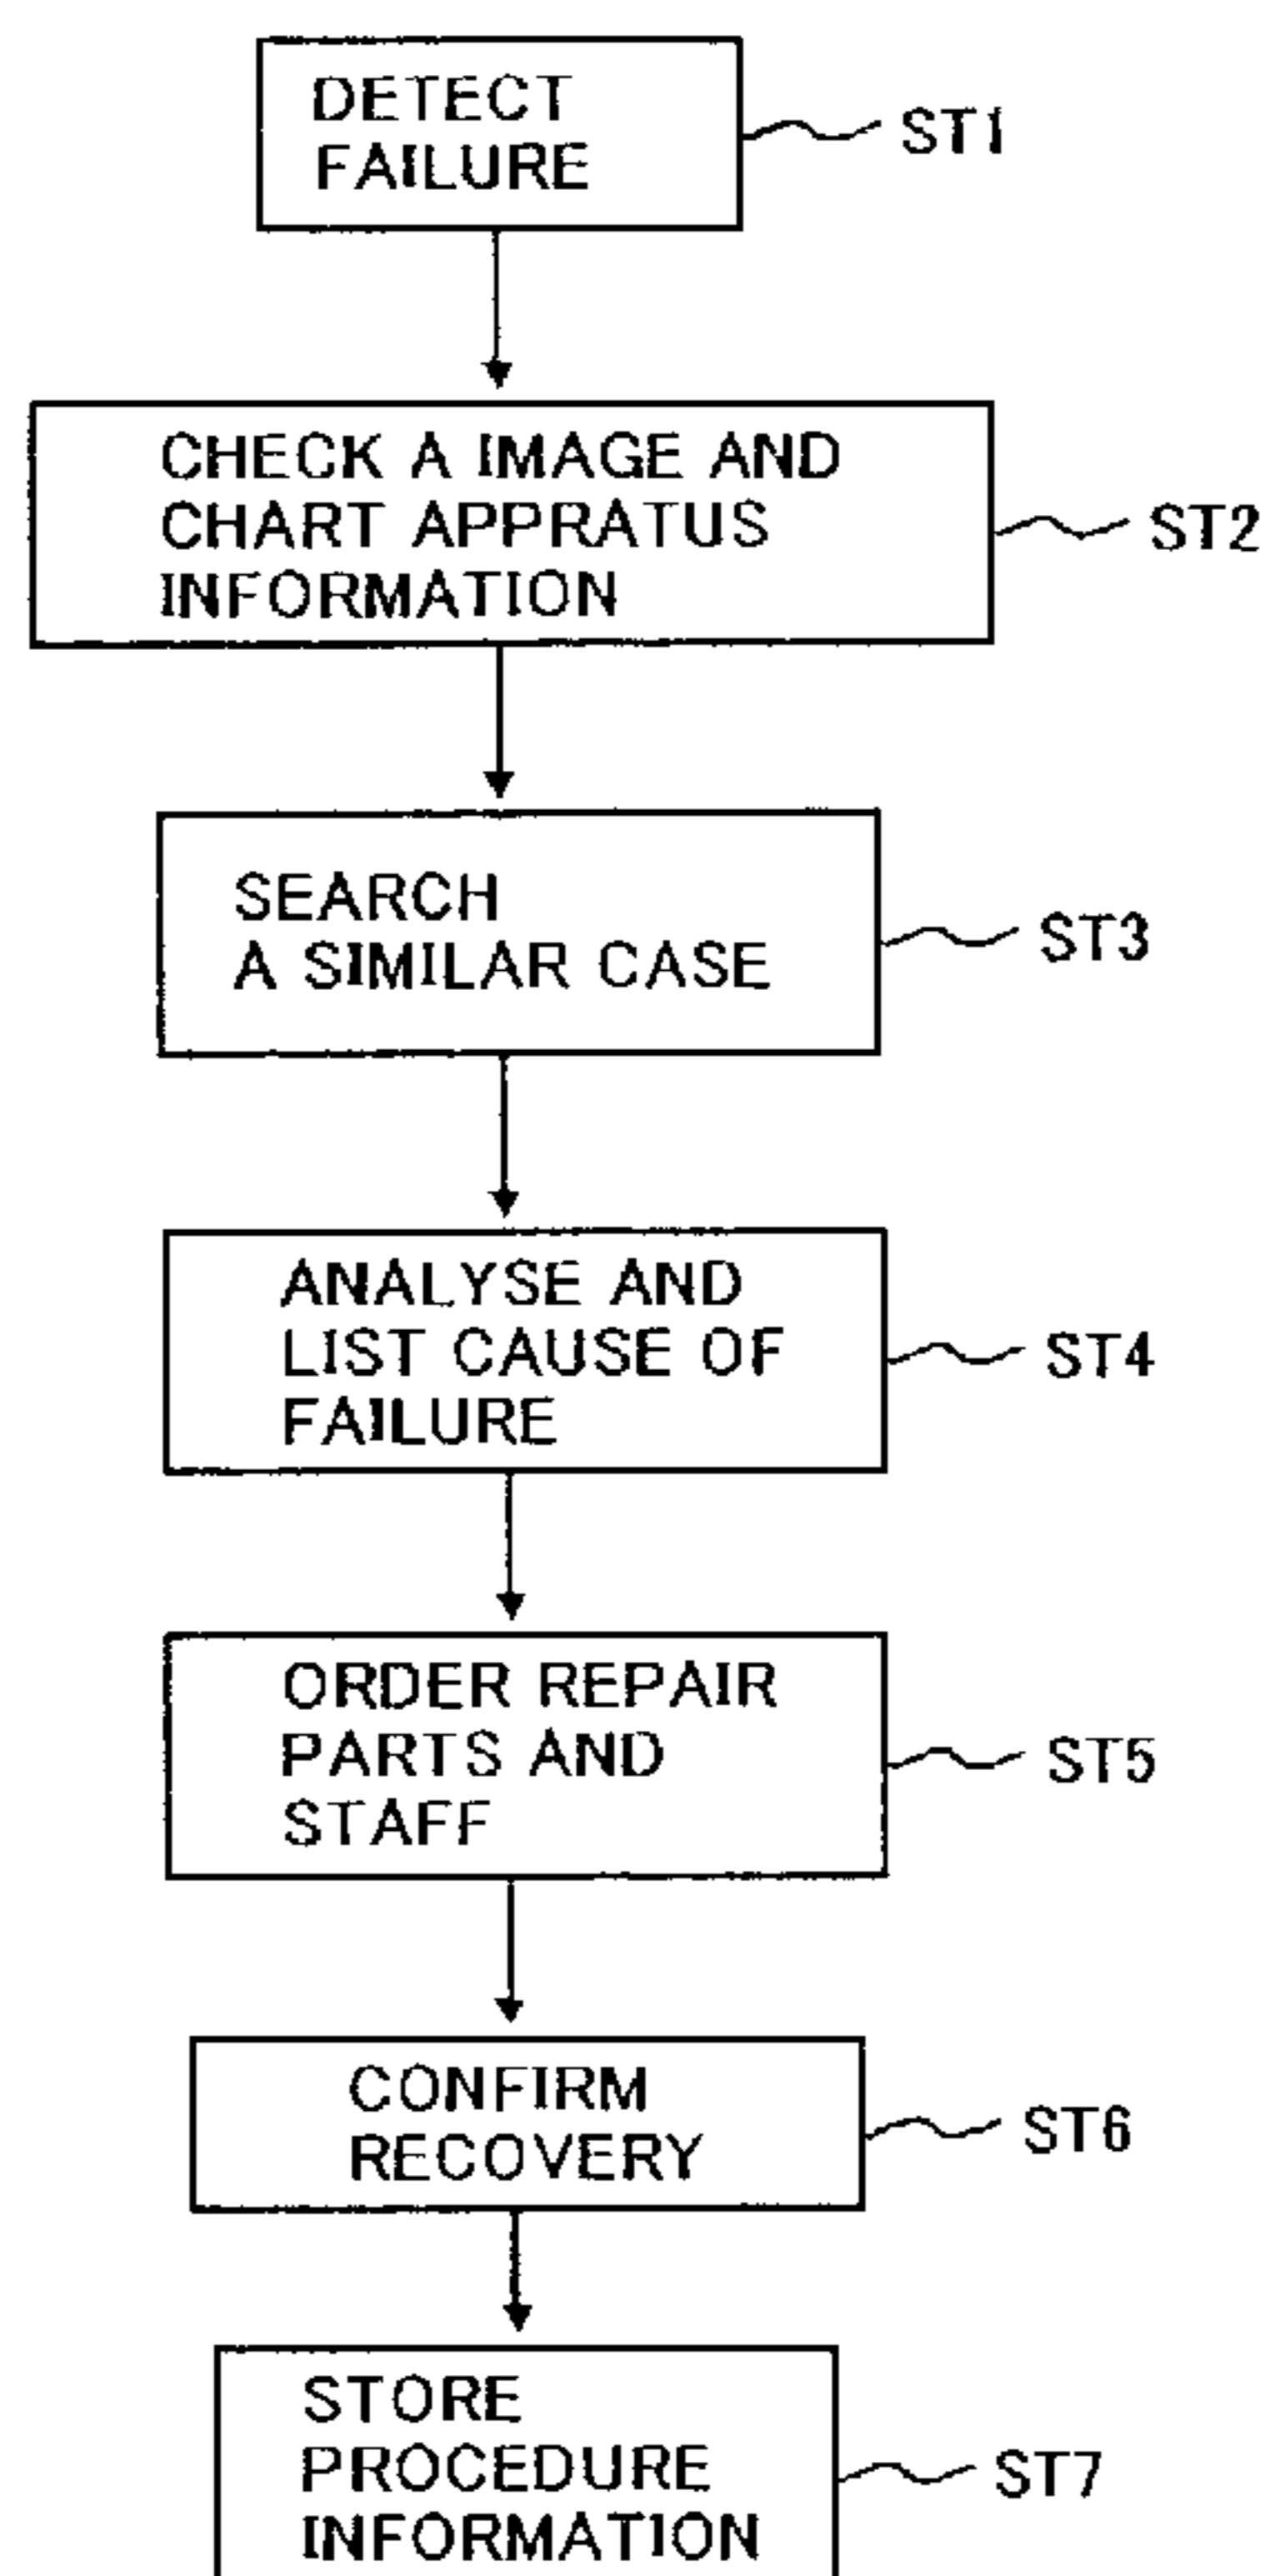 DETECT
FAILURE
ST1
CHECK A IMAGE AND
CHART APPRATUS
INFORMATION
ST2
SEARCH
A SIMILAR CASE
ST3
ANALYSE AND
LIST CAUSE OF
FAILURE
ST4
ORDER REPAIR
PARTS AND
STAFF
ST5
CONFIRM
RECOVERY
ST6
STORE
PROCEDURE
INFORMATION
ST7